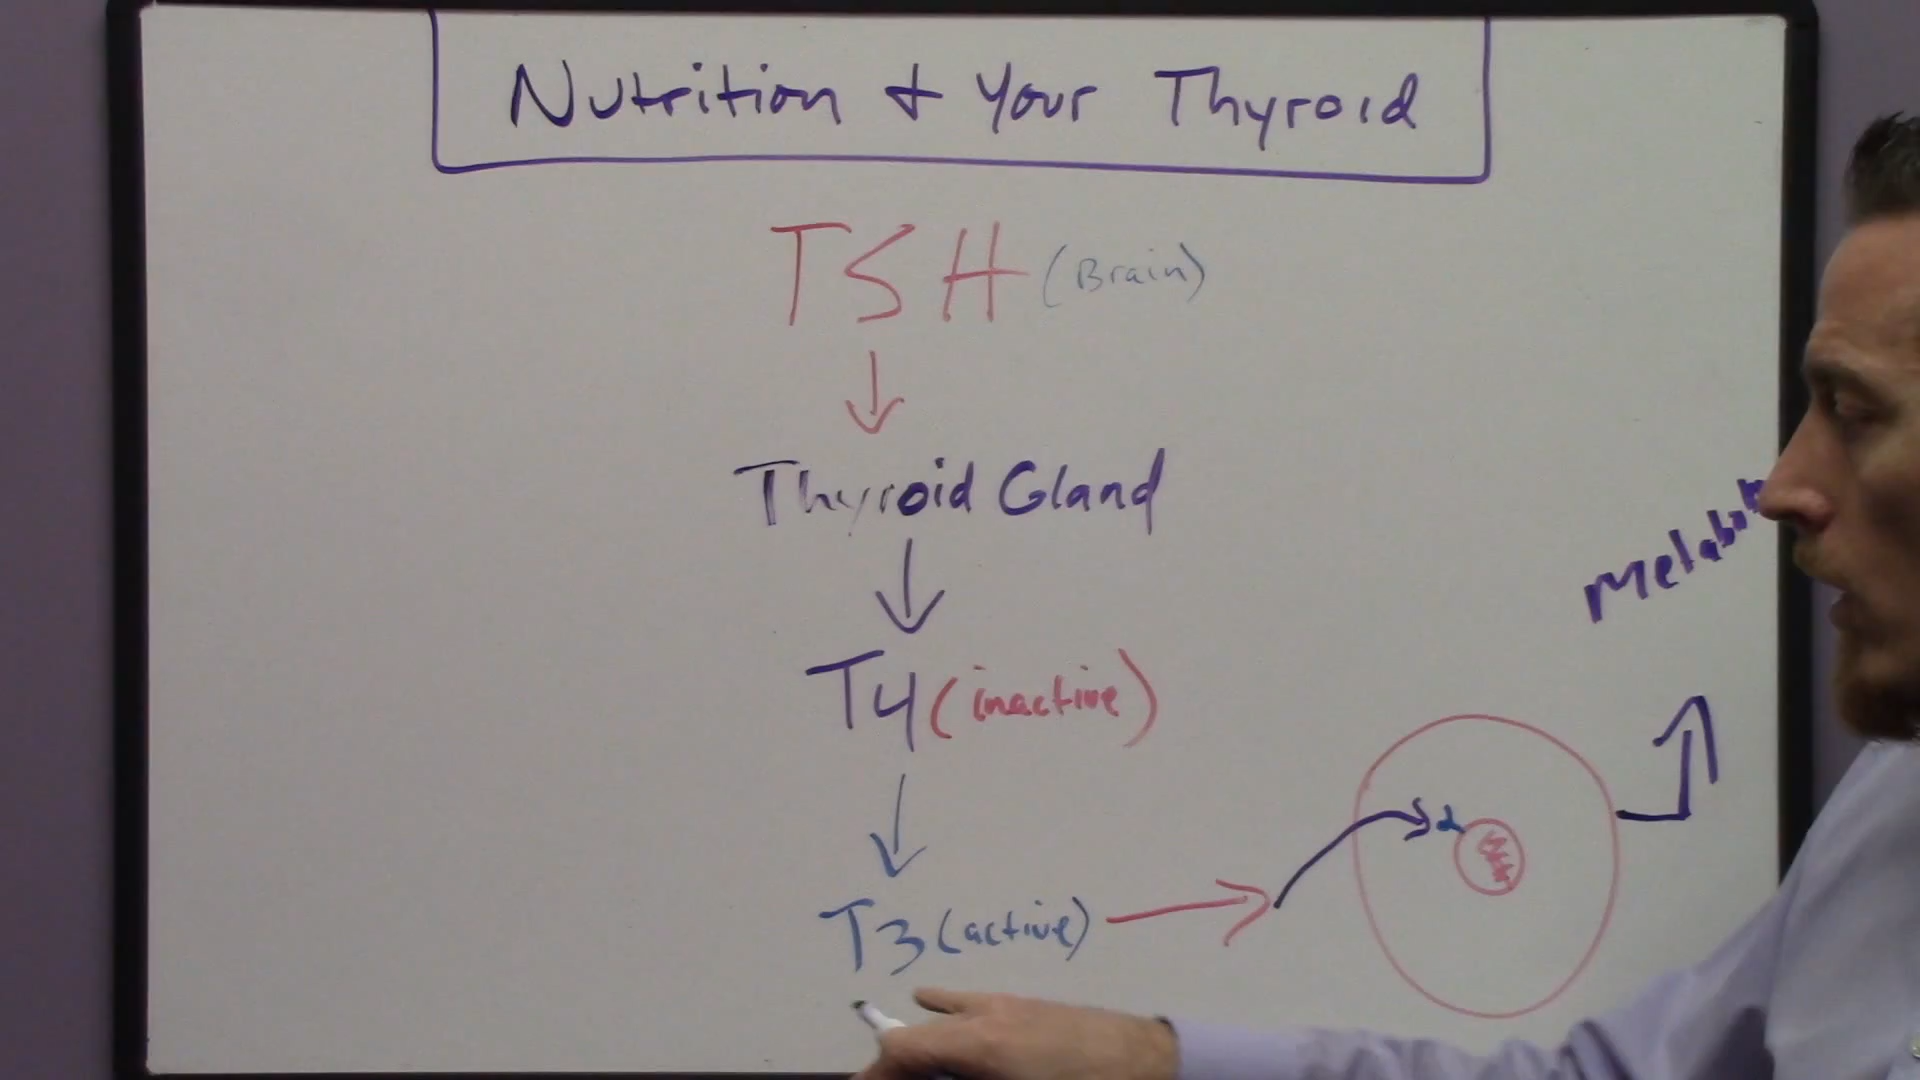 Nutrition + Your Thyroid
TSH (Brain)
Thyroid Gland
T4 (inactive)
T3 (active)